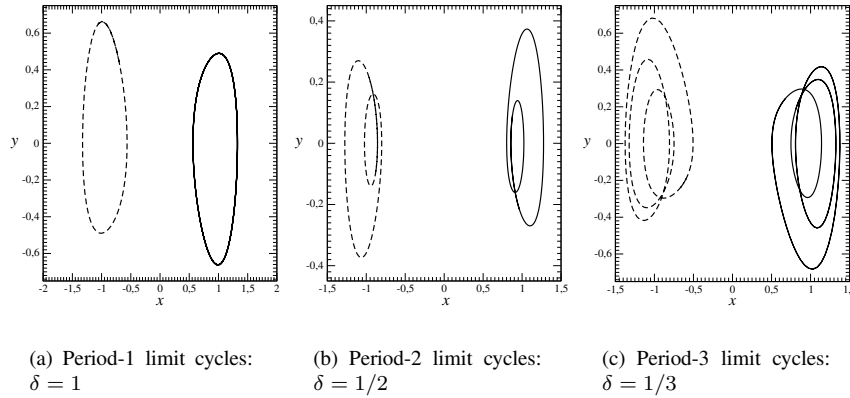 0,6
0,4
0,2
y 0
-0,2
-0,4
-0,6
-2 -1,5 -1 -0,5 0 0,5 1 1,5 2
x
0,4
0,2
y 0
-0,2
-0,4
-1,5 -1 -0,5 0 0,5 1 1,5
x
0,6
0,4
0,2
y 0
-0,2
-0,4
-0,6
-1,5 -1 -0,5 0 0,5 1 1,5
x
(a) Period-1 limit cycles:
δ = 1
(b) Period-2 limit cycles:
δ = 1/2
(c) Period-3 limit cycles:
δ = 1/3